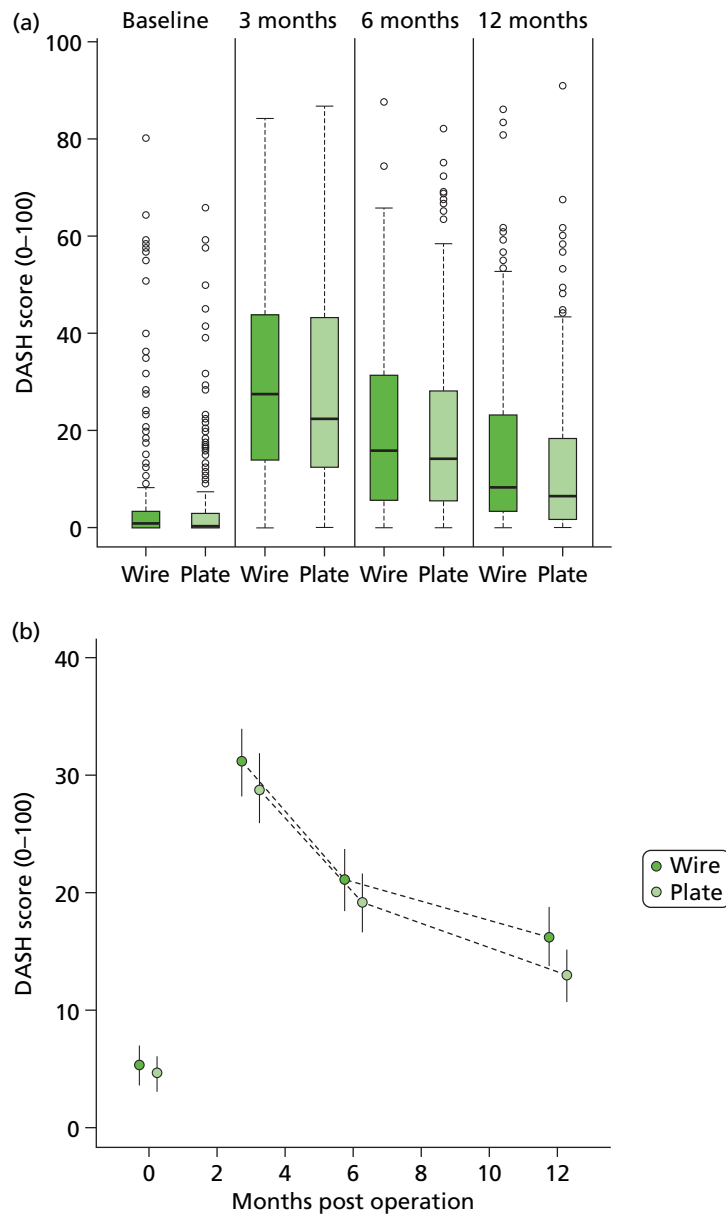 (a)
Baseline 3 months 6 months 12 months
100
80
60
40
20
0
DASH score (0–100)
Wire Plate Wire Plate Wire Plate Wire Plate
(b)
40
30
20
10
0
DASH score (0–100)
Wire
Plate
0 2 4 6 8 10 12
Months post operation